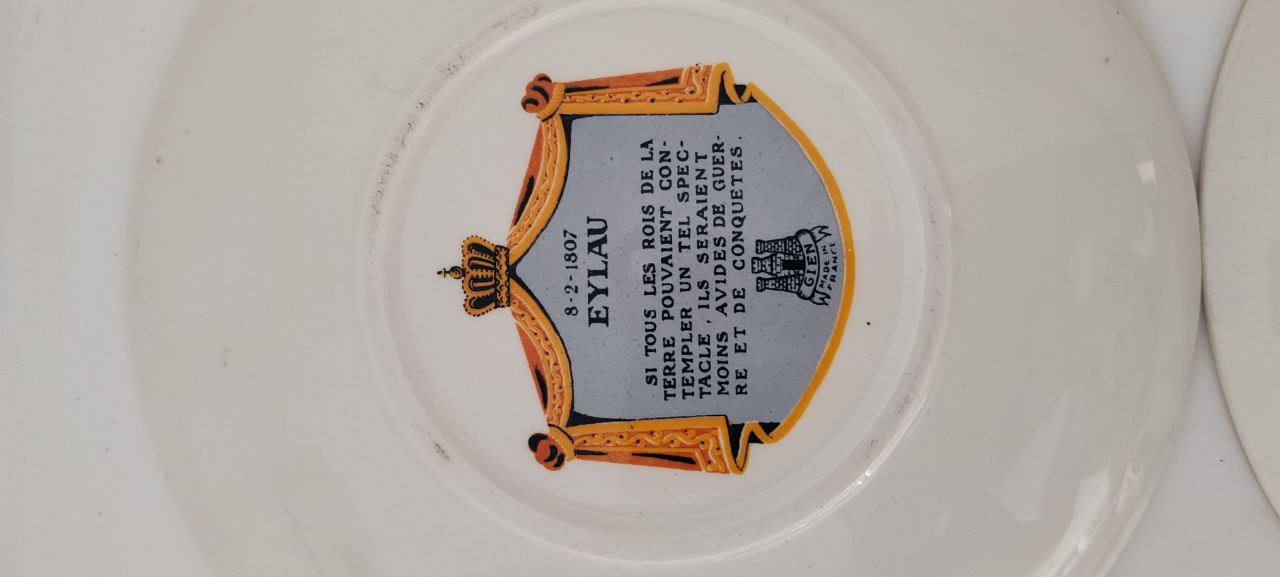 8-2-1807
EYLAU
SI TOUS LES ROIS DE LA
TERRE POUVAIENT CON-
TEMPLER UN TEL SPEC-
TACLE, ILS SERAIENT
MOINS AVIDES DE GUER-
RE ET DE CONQUETES.
GIEN
MADE IN
FRANCE